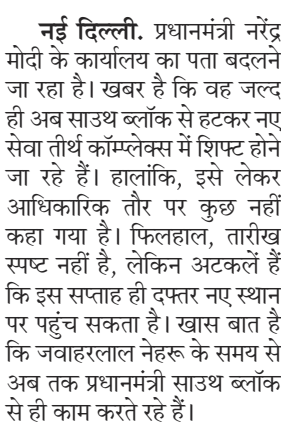 नई दिल्ली. प्रधानमंत्री नरेंद्र
मोदी के कार्यालय का पता बदलने
जा रहा है। खबर है कि वह जल्द
ही अब साउथ ब्लॉक से हटकर नए
सेवा तीर्थ कॉम्प्लेक्स में शिफ्ट होने
जा रहे हैं। हालांकि, इसे लेकर
आधिकारिक तौर पर कुछ नहीं
कहा गया है। फिलहाल, तारीख
स्पष्ट नहीं है, लेकिन अटकलें हैं
कि इस सप्ताह ही दफ्तर नए स्थान
पर पहुंच सकता है। खास बात है
कि जवाहरलाल नेहरू के समय से
अब तक प्रधानमंत्री साउथ ब्लॉक
से ही काम करते रहे हैं।